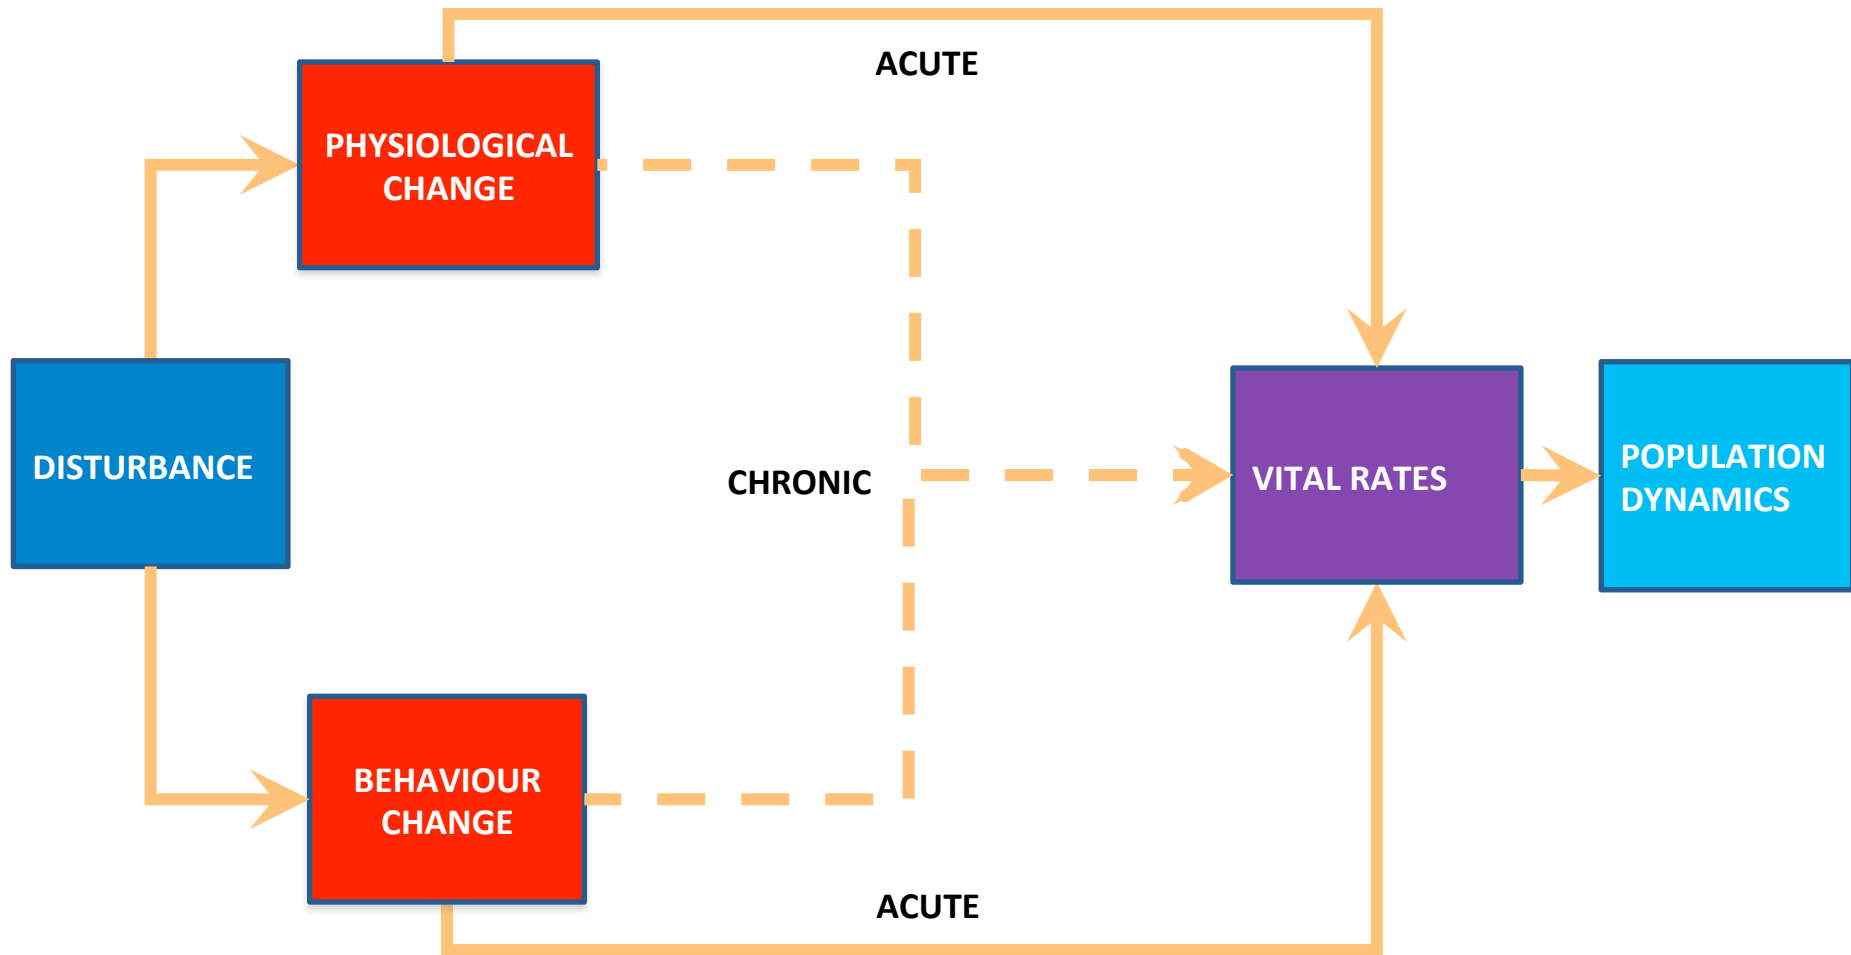 ACUTE
PHYSIOLOGICAL
CHANGE
DISTURBANCE
CHRONIC
VITAL RATES
POPULATION
DYNAMICS
BEHAVIOUR
CHANGE
ACUTE